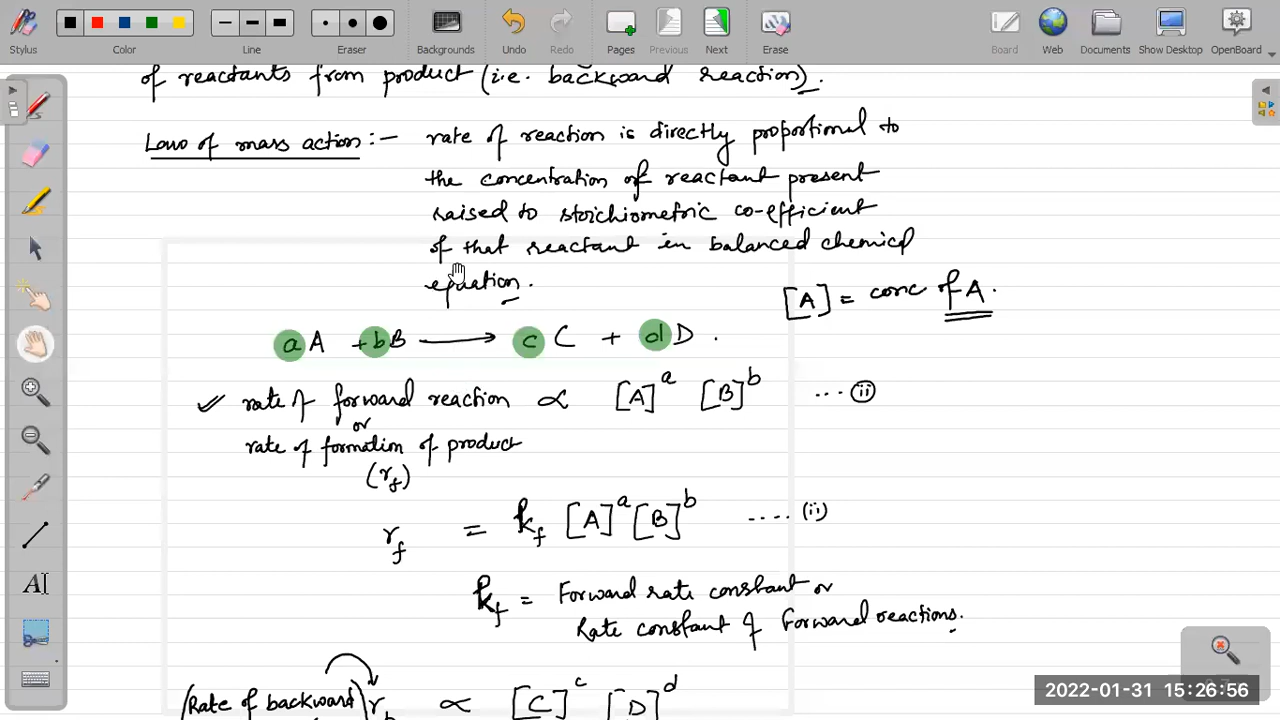 Stylus
Color
Line
Eraser
Backgrounds
Undo
Redo
Pages
Previous
Next
Erase
Board
Web
Documents
Show Desktop
OpenBoard
of reactants from product (i.e. backward reaction).
Law of mass action :- rate of reaction is directly proportional to
the concentration of reactant present
raised to stoichiometric co-efficient
of that reactant in balanced chemical
equation.
[A] = conc of A.
aA + bB ⟶ cC + dD .
✓ rate of forward reaction ∝ [A]^a [B]^b ... (ii)
or
rate of formation of product
(r_f)
r_f = k_f [A]^a [B]^b .... (ii)
k_f = Forward rate constant or
Rate constant of Forward reactions.
(Rate of backward) r_b ∝ [C]^c [D]^d
2022-01-31 15:26:56